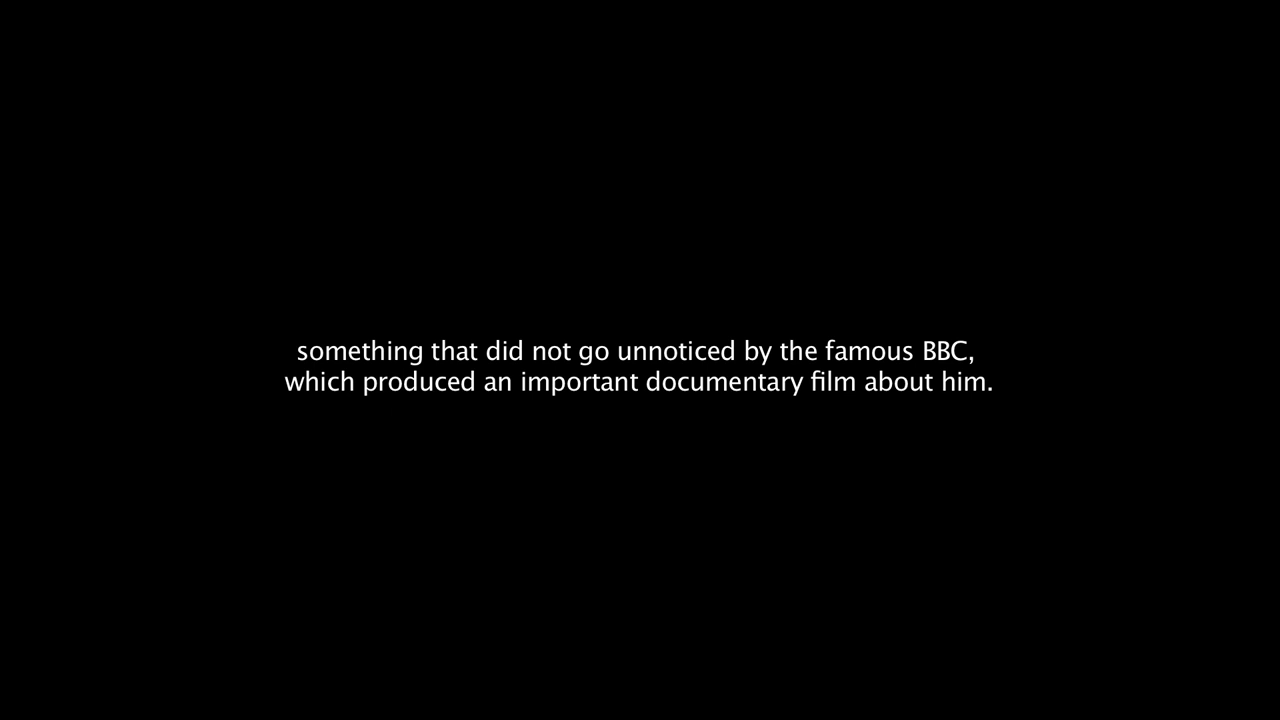 something that did not go unnoticed by the famous BBC,
which produced an important documentary film about him.